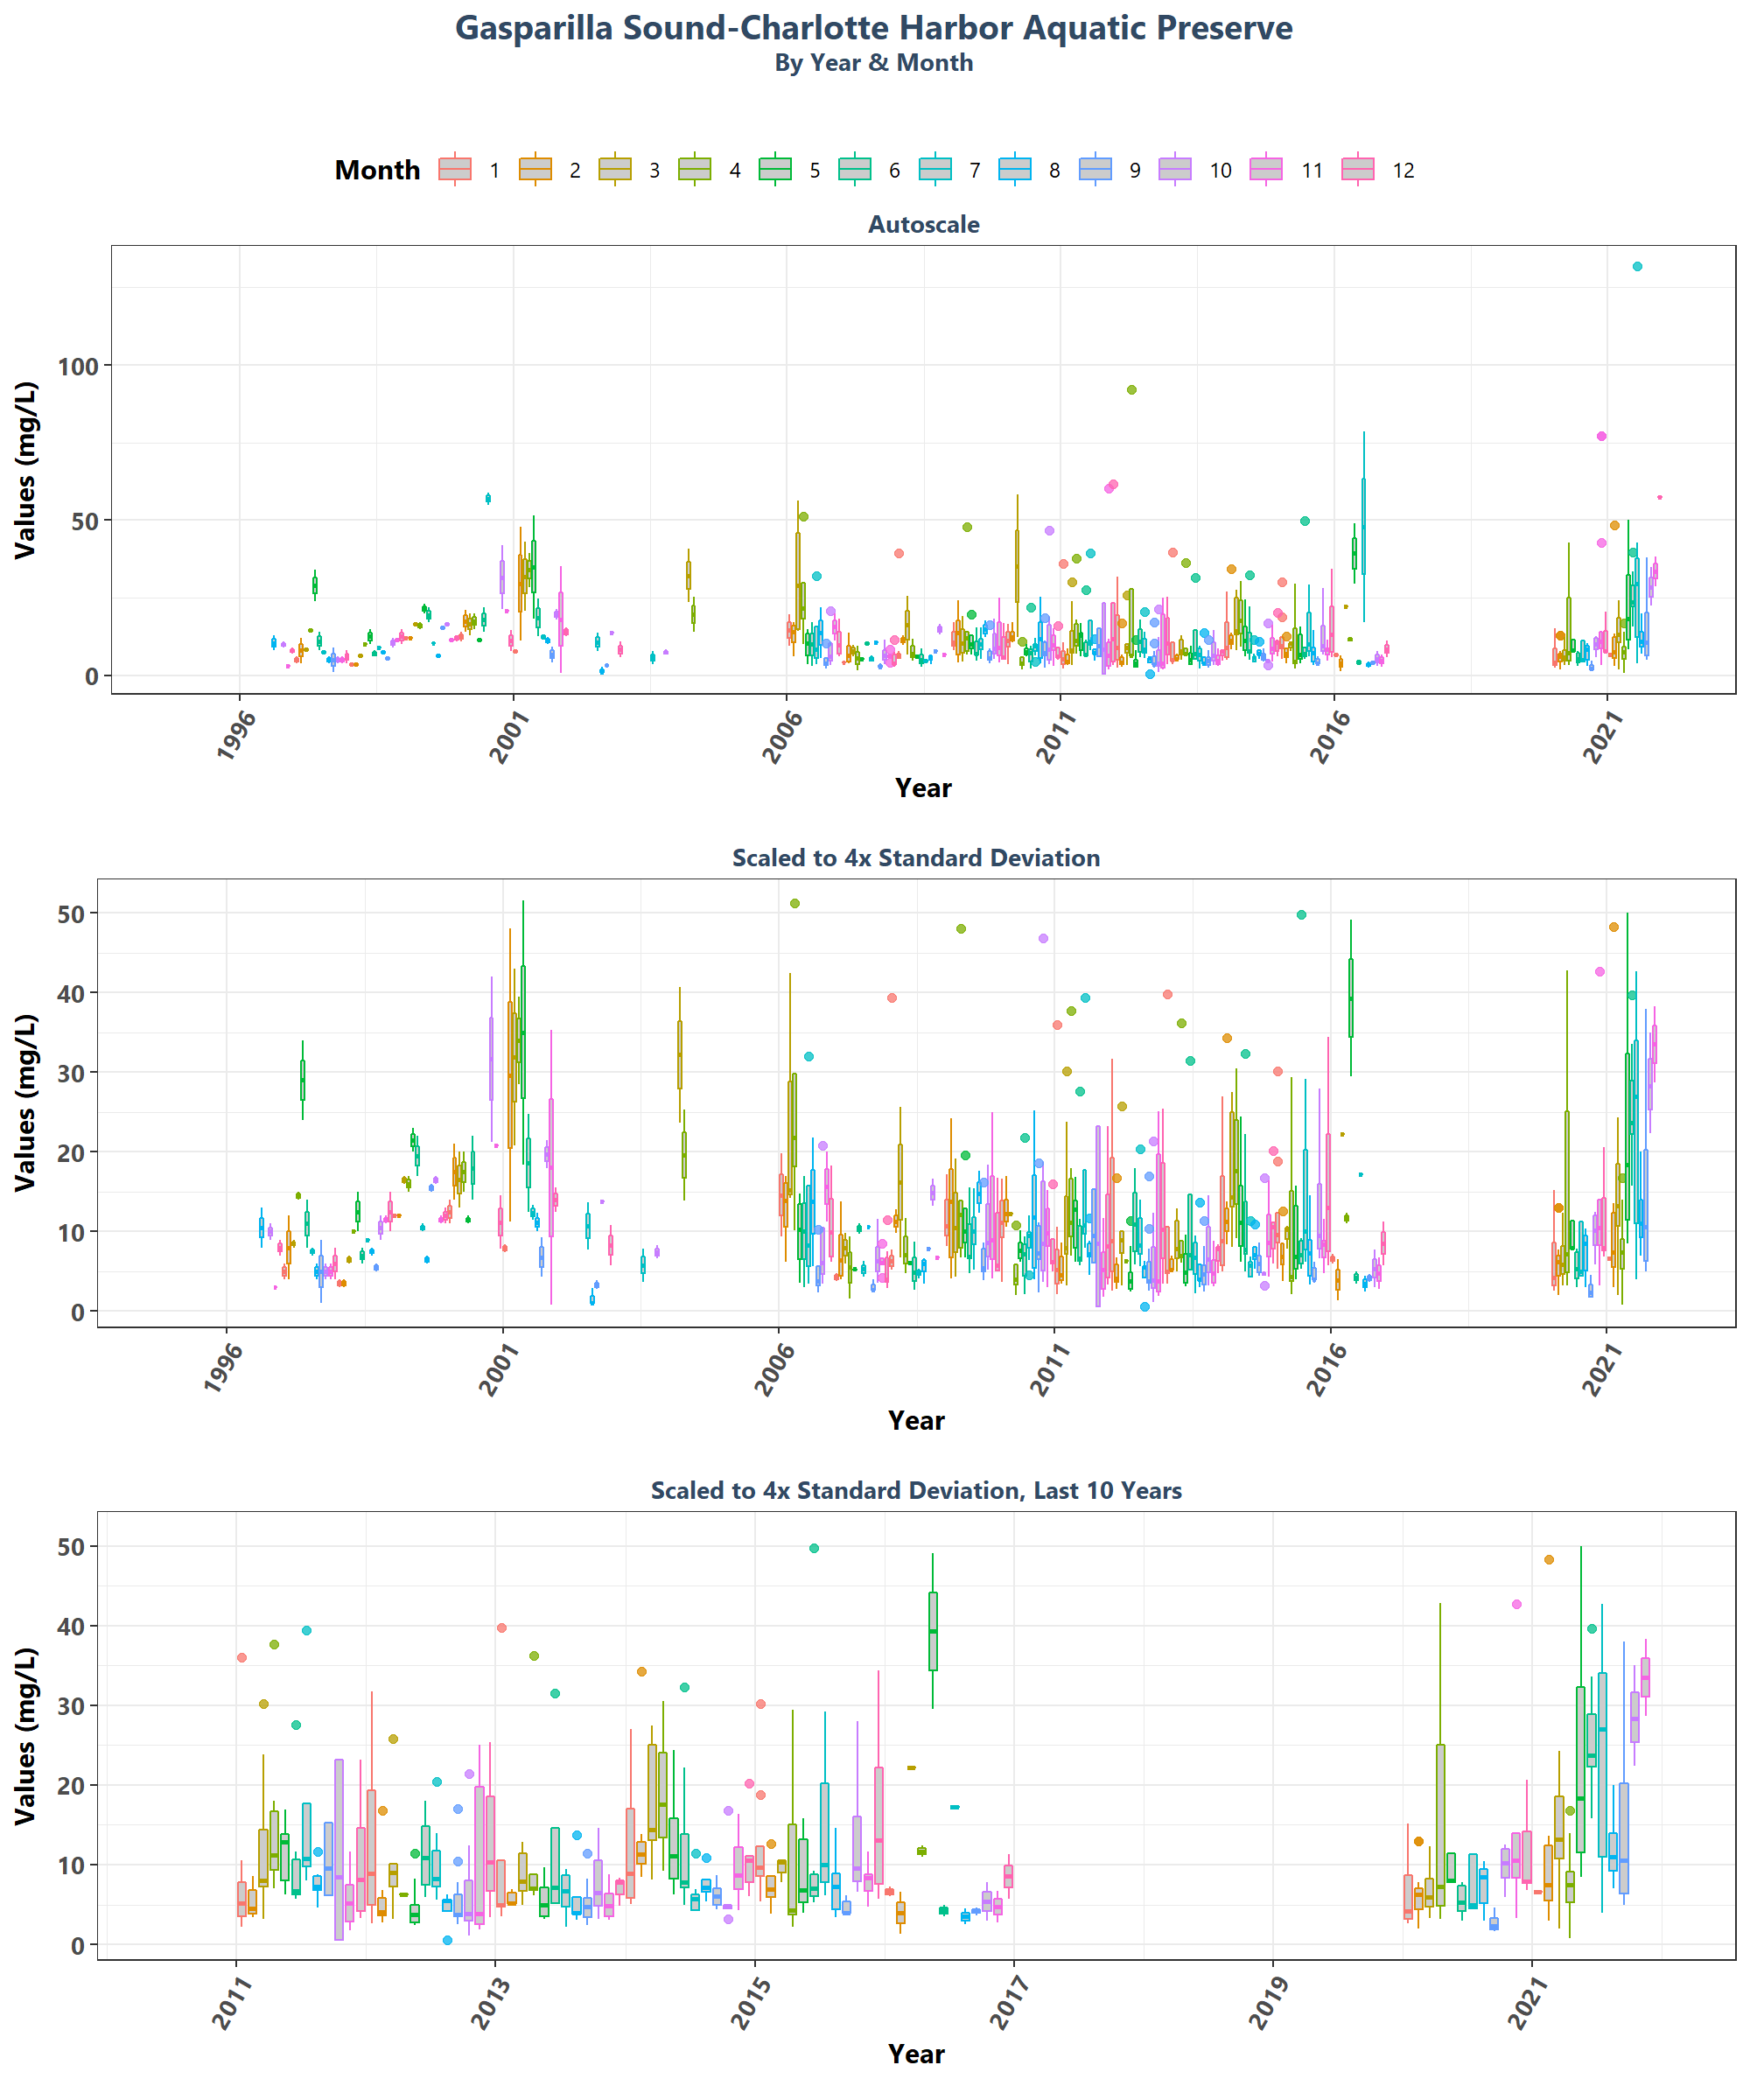 Gasparilla Sound-Charlotte Harbor Aquatic Preserve
By Year & Month
Month 1 2 3 4 5 6 7 8 9 10 11 12
Autoscale
Values (mg/L)
100
50
0
1996 2001 2006 2011 2016 2021
Year
Scaled to 4x Standard Deviation
Values (mg/L)
50
40
30
20
10
0
1996 2001 2006 2011 2016 2021
Year
Scaled to 4x Standard Deviation, Last 10 Years
Values (mg/L)
50
40
30
20
10
0
2011 2013 2015 2017 2019 2021
Year